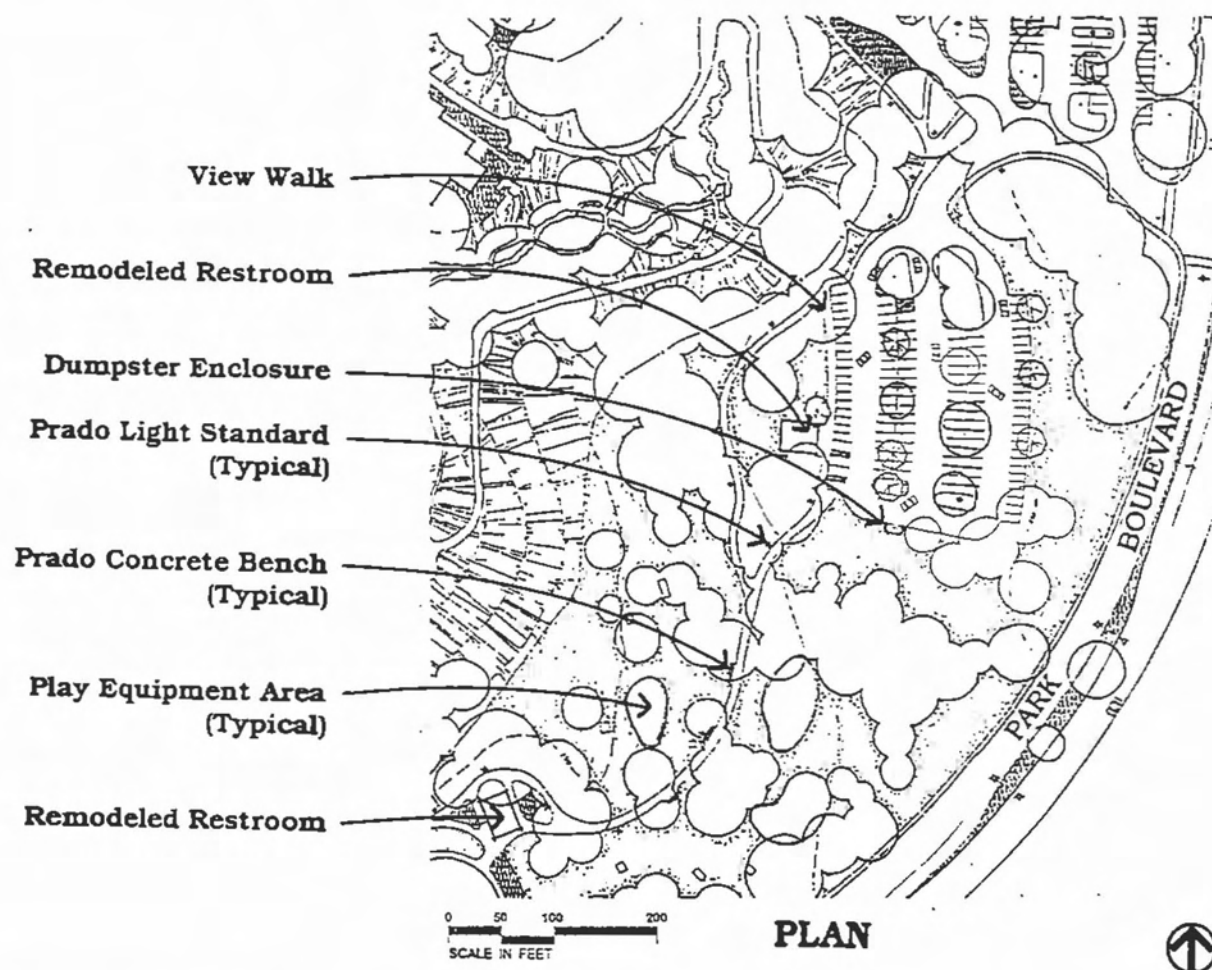 View Walk
Remodeled Restroom
Dumpster Enclosure
Prado Light Standard
(Typical)
Prado Concrete Bench
(Typical)
Play Equipment Area
(Typical)
Remodeled Restroom
PARK BOULEVARD
0 50 100 200
SCALE IN FEET
PLAN